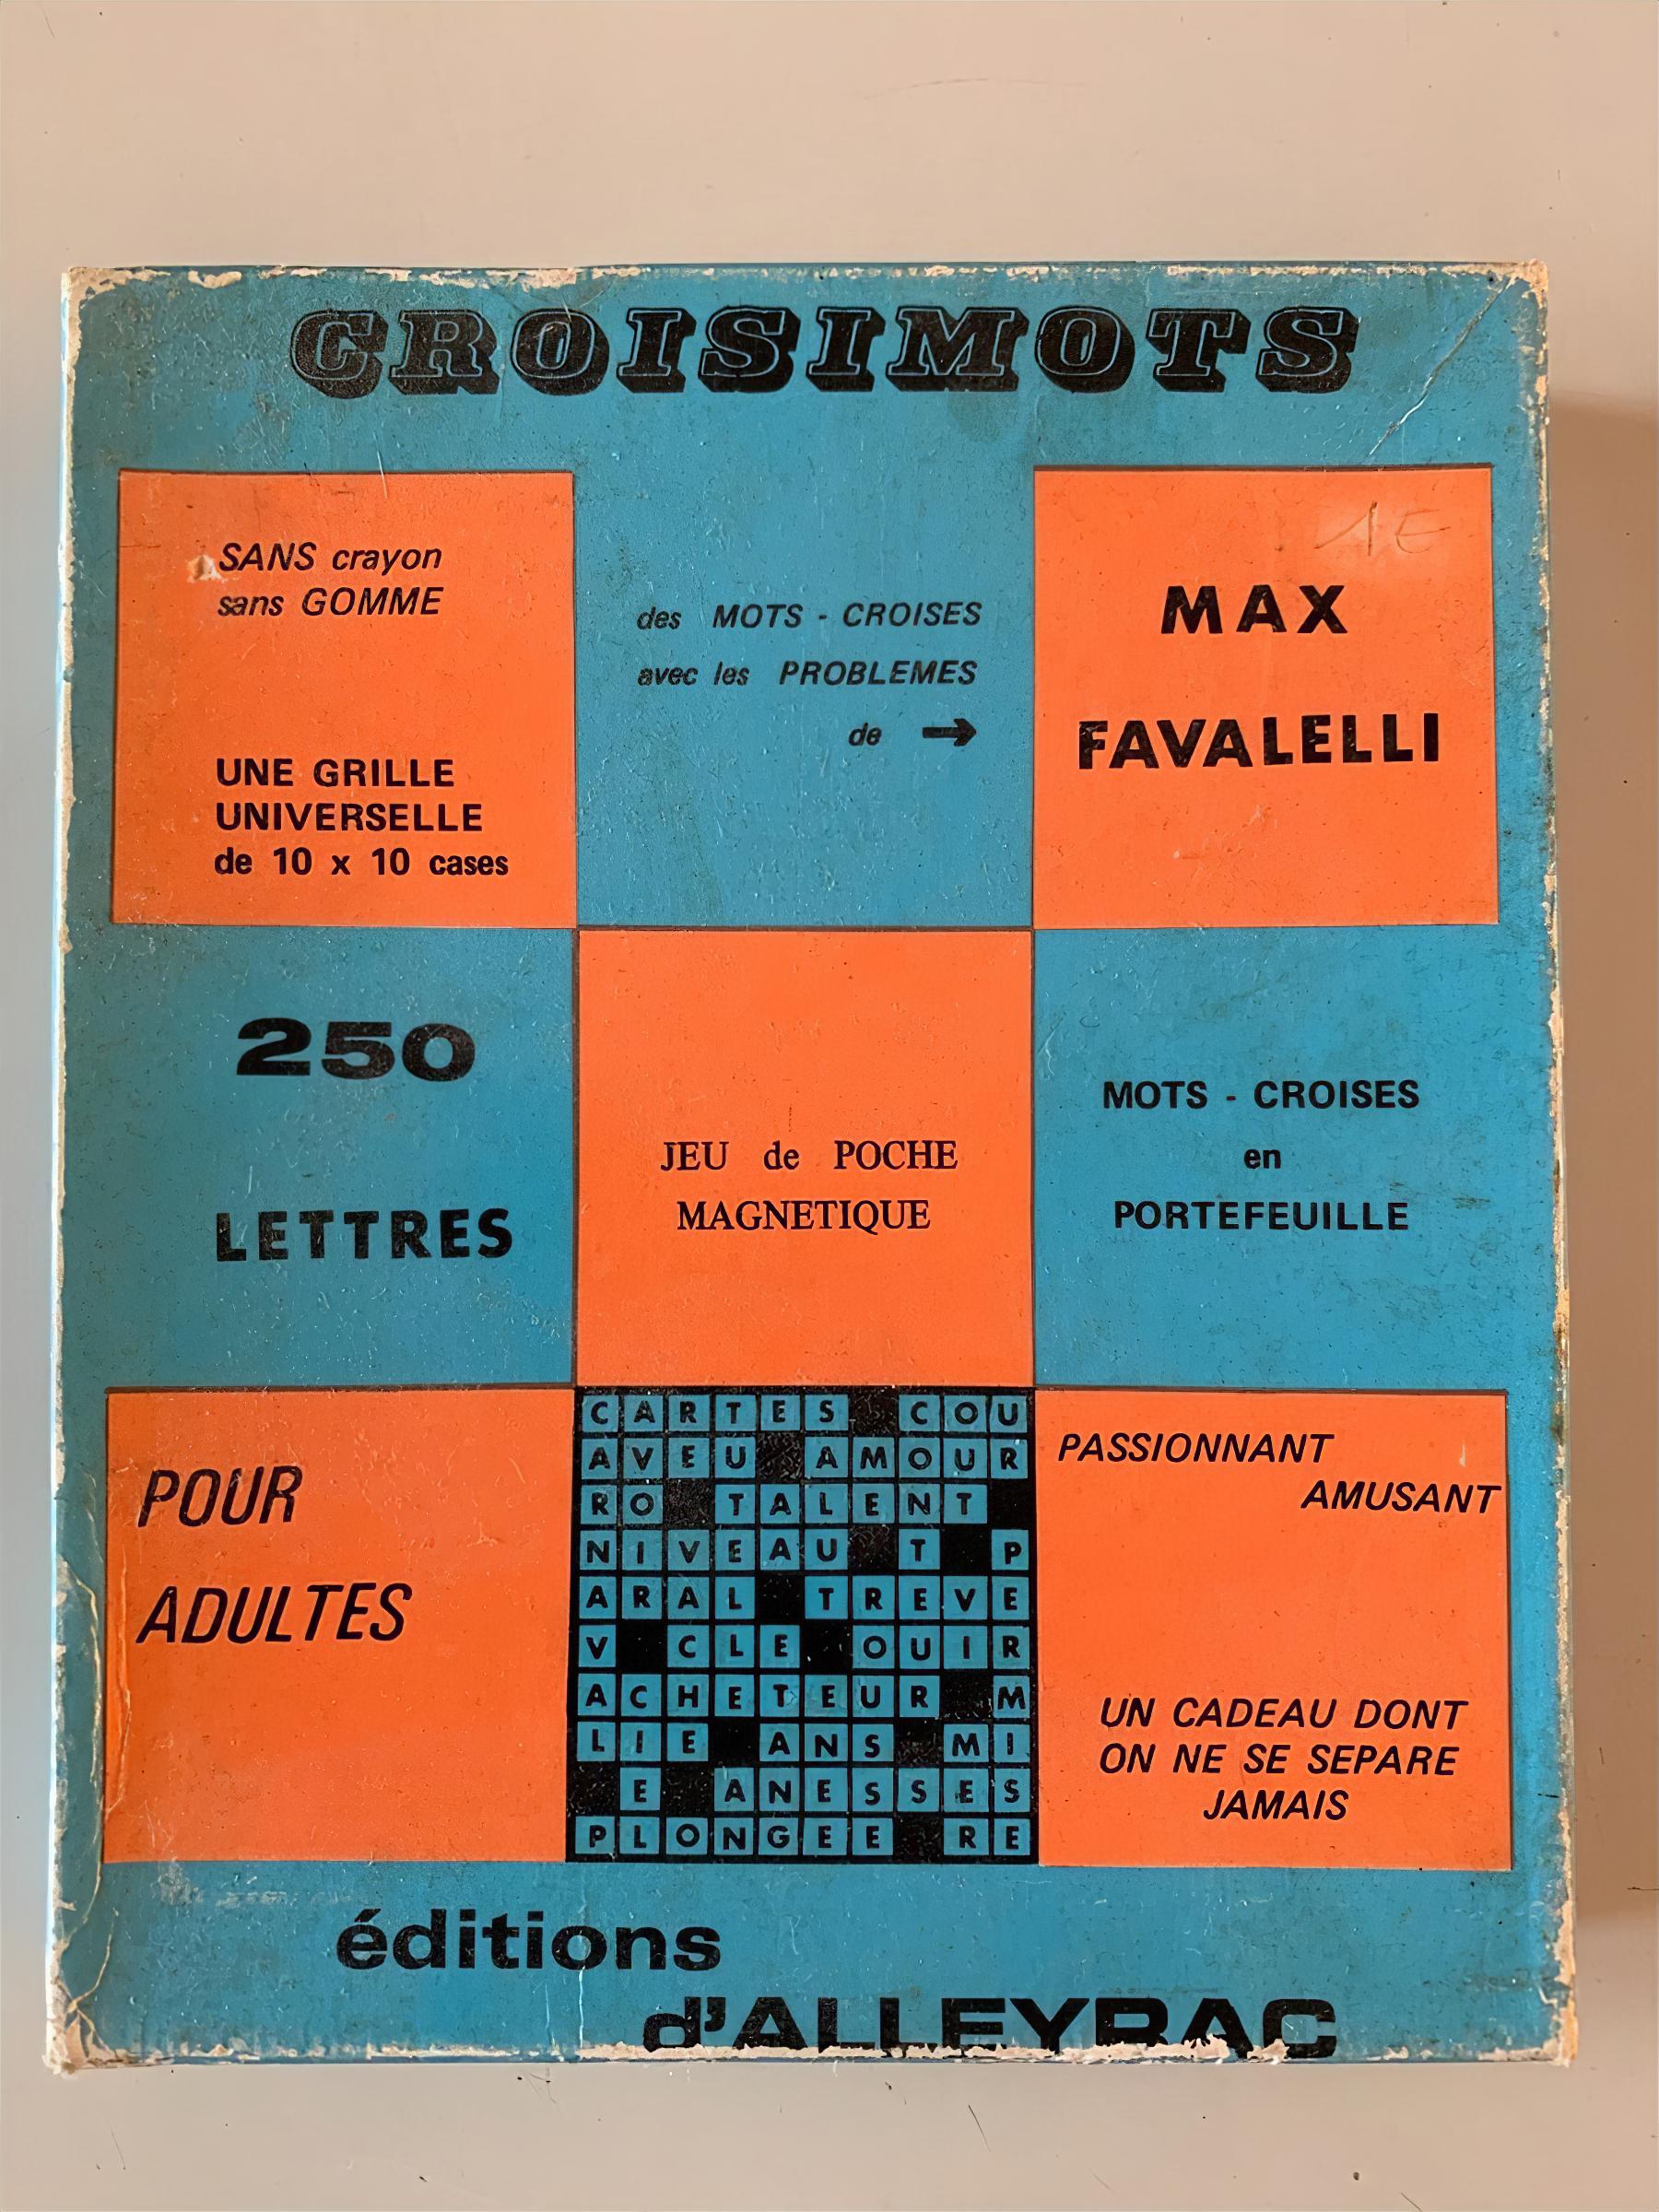 CROISIMOTS
SANS crayon
sans GOMME
UNE GRILLE
UNIVERSELLE
de 10 x 10 cases
des MOTS - CROISES
avec les PROBLEMES
de →
1E
MAX
FAVALELLI
250
LETTRES
JEU de POCHE
MAGNETIQUE
MOTS - CROISES
en
PORTEFEUILLE
POUR
ADULTES
CARTES COU
AVEU AMOUR
RO TALENT
NIVEAU T P
ARAL TREVE
V CLE OUIR
ACHETEUR M
LIE ANS MI
E ANESSES
PLONGEE RE
PASSIONNANT
AMUSANT
UN CADEAU DONT
ON NE SE SEPARE
JAMAIS
éditions
d'ALLEYRAC